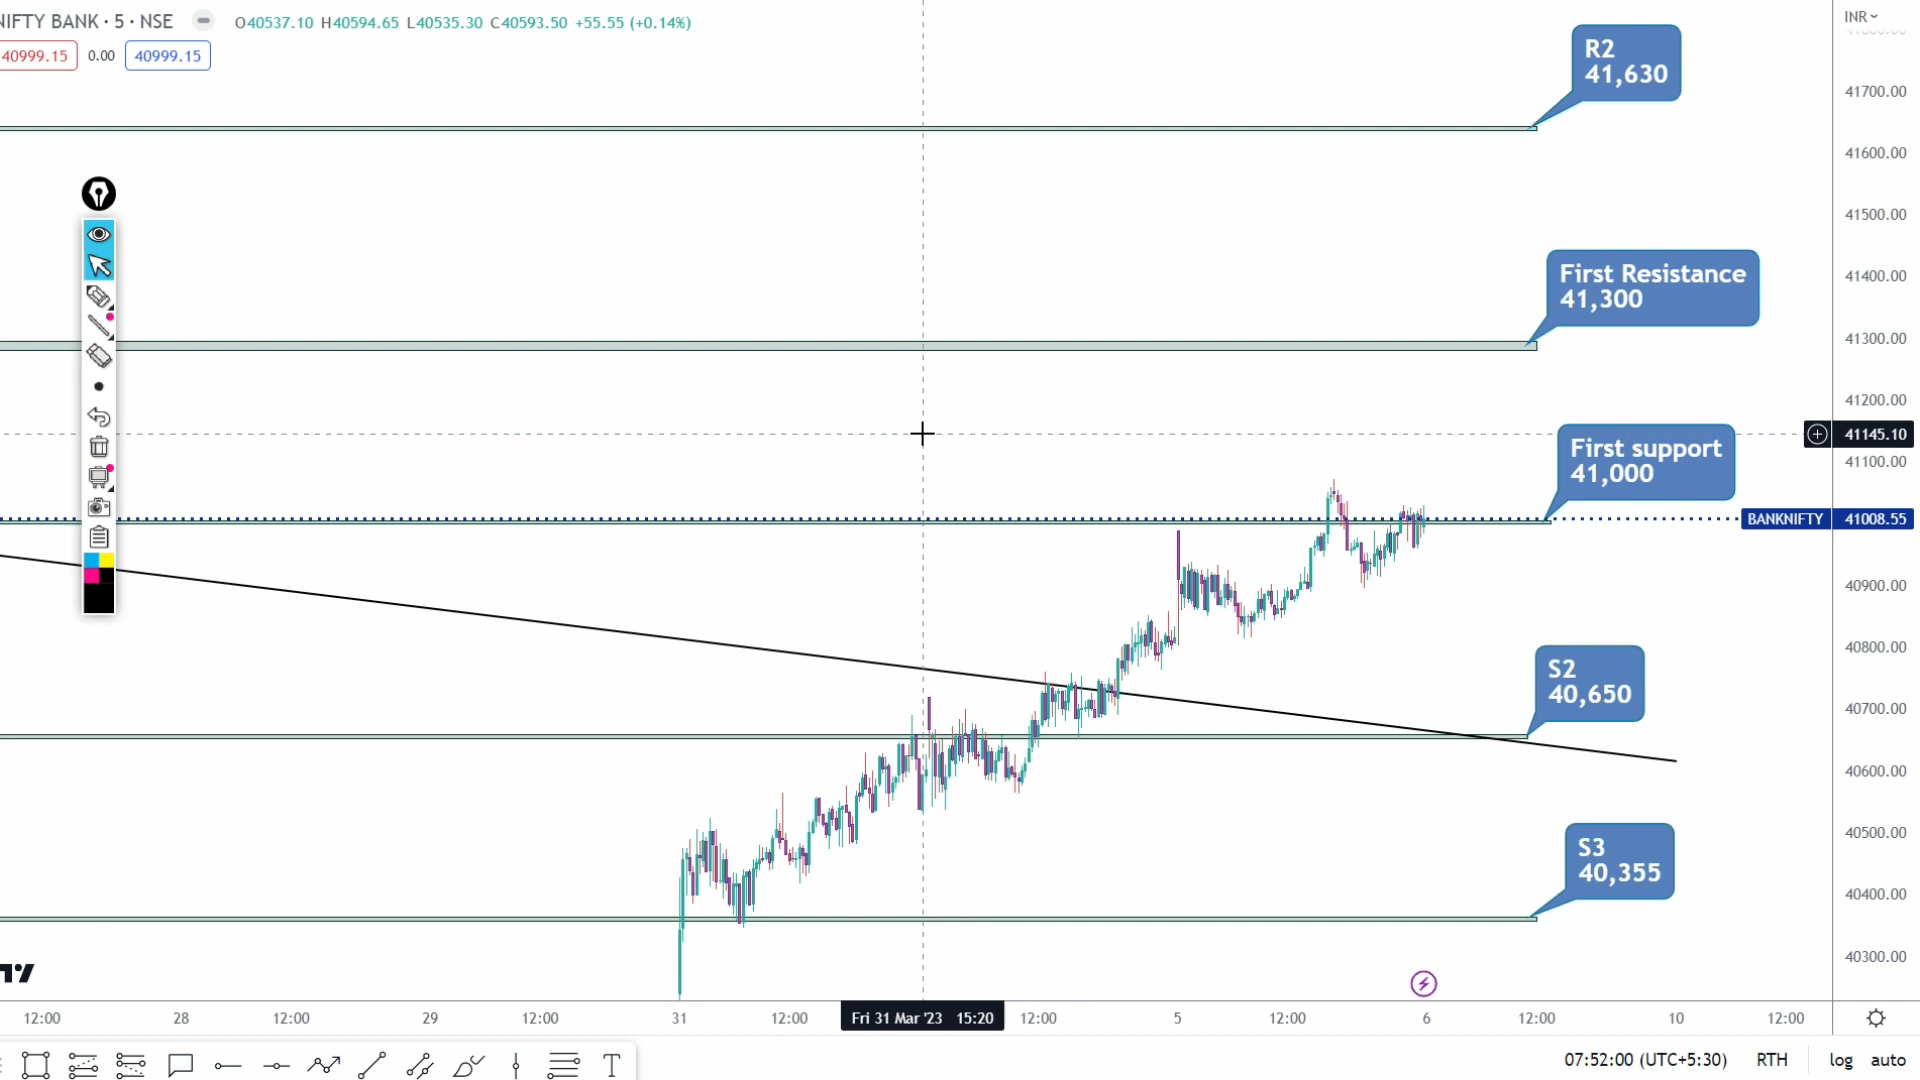 NIFTY BANK · 5 · NSE
O40537.10 H40594.65 L40535.30 C40593.50 +55.55 (+0.14%)
INR
40999.15 0.00 40999.15
R2
41,630
41700.00
41600.00
41500.00
First Resistance
41,300
41400.00
41300.00
41200.00
41145.10
First support
41,000
41100.00
BANKNIFTY 41008.55
40900.00
S2
40,650
40800.00
40700.00
40600.00
S3
40,355
40500.00
40400.00
40300.00
12:00 28 12:00 29 12:00 31 12:00 Fri 31 Mar '23 15:20 12:00 5 12:00 6 12:00 10 12:00
T
07:52:00 (UTC+5:30) RTH log auto